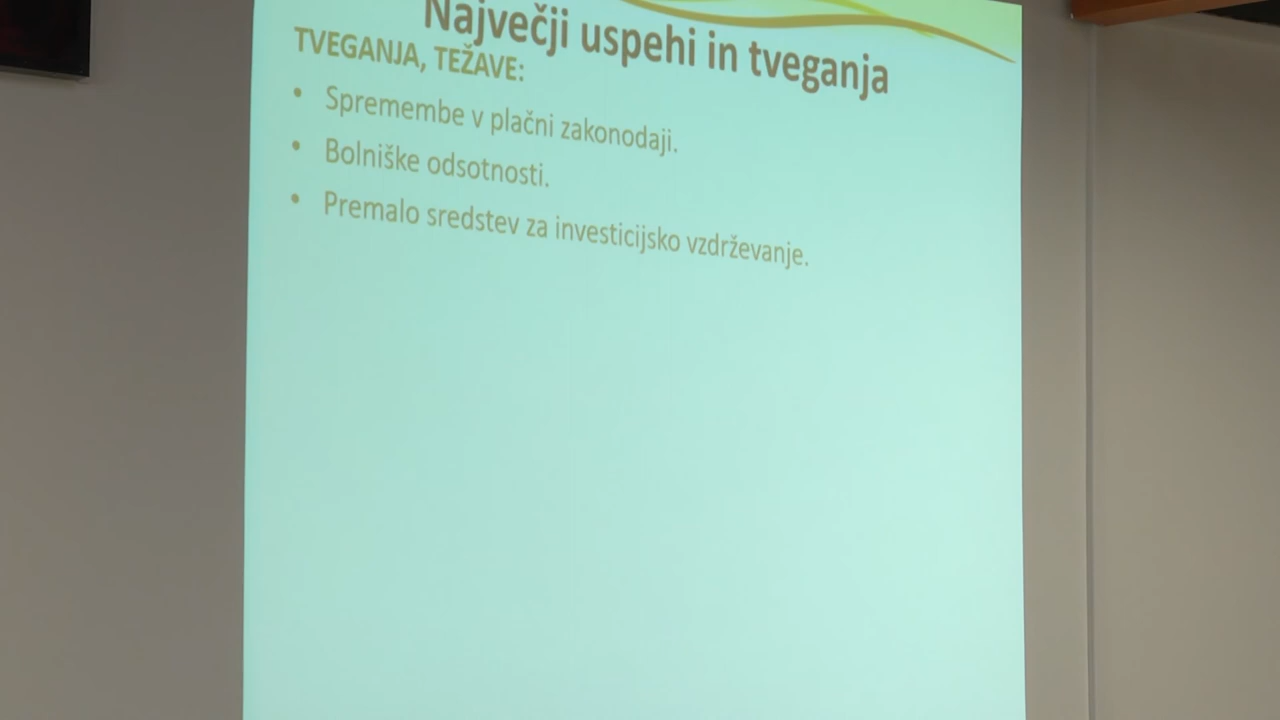 Največji uspehi in tveganja
TVEGANJA, TEŽAVE:
• Spremembe v plačni zakonodaji.
• Bolniške odsotnosti.
• Premalo sredstev za investicijsko vzdrževanje.